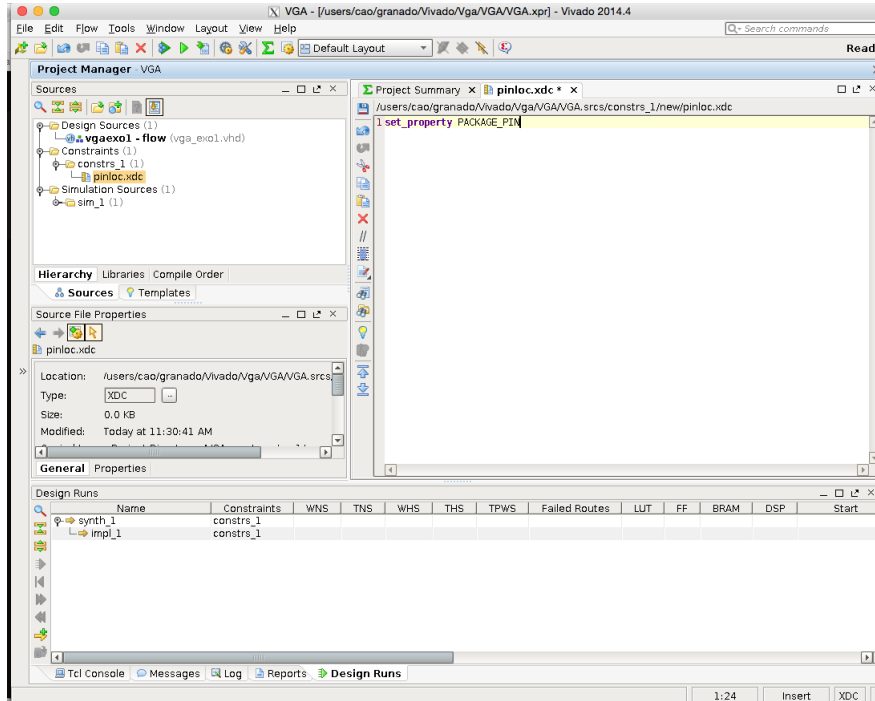 VGA - [/users/cao/granado/Vivado/Vga/VGA/VGA.xpr] - Vivado 2014.4
File Edit Flow Tools Window Layout View Help
Q- Search commands
Default Layout
Read
Project Manager - VGA
Sources
Design Sources (1)
vgaexo1 - flow (vga_exo1.vhd)
Constraints (1)
constrs_1 (1)
pinloc.xdc
Simulation Sources (1)
sim_1 (1)
Hierarchy Libraries Compile Order
Sources Templates
Source File Properties
pinloc.xdc
Location: /users/cao/granado/Vivado/Vga/VGA/VGA.srcs,
Type: XDC
Size: 0.0 KB
Modified: Today at 11:30:41 AM
General Properties
Project Summary pinloc.xdc *
/users/cao/granado/Vivado/Vga/VGA/VGA.srcs/constrs_1/new/pinloc.xdc
1 set_property PACKAGE_PIN
Design Runs
Name Constraints WNS TNS WHS THS TPWS Failed Routes LUT FF BRAM DSP Start
synth_1 constrs_1
impl_1 constrs_1
Tcl Console Messages Log Reports Design Runs
1:24 Insert XDC